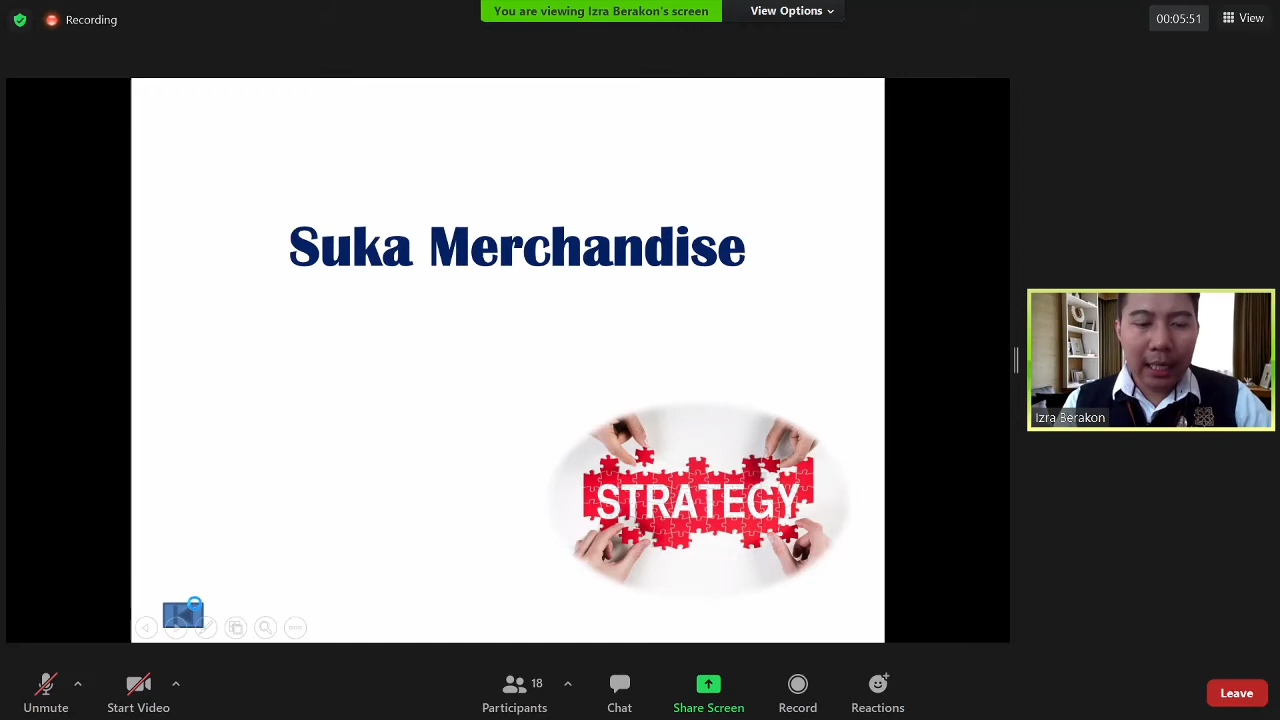 Recording
You are viewing Izra Berakon's screen
View Options
00:05:51
View
Suka Merchandise
STRATEGY
Izra Berakon
Unmute
Start Video
18
Participants
Chat
Share Screen
Record
Reactions
Leave